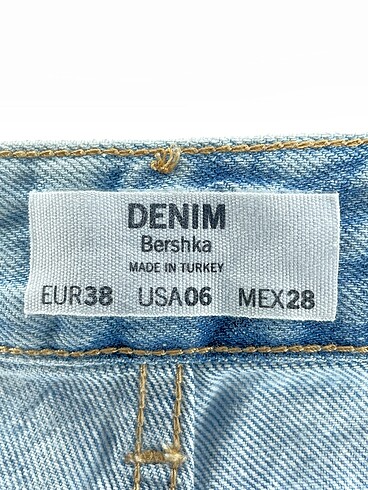 DENIM
Bershka
MADE IN TURKEY
EUR38 USA06 MEX28